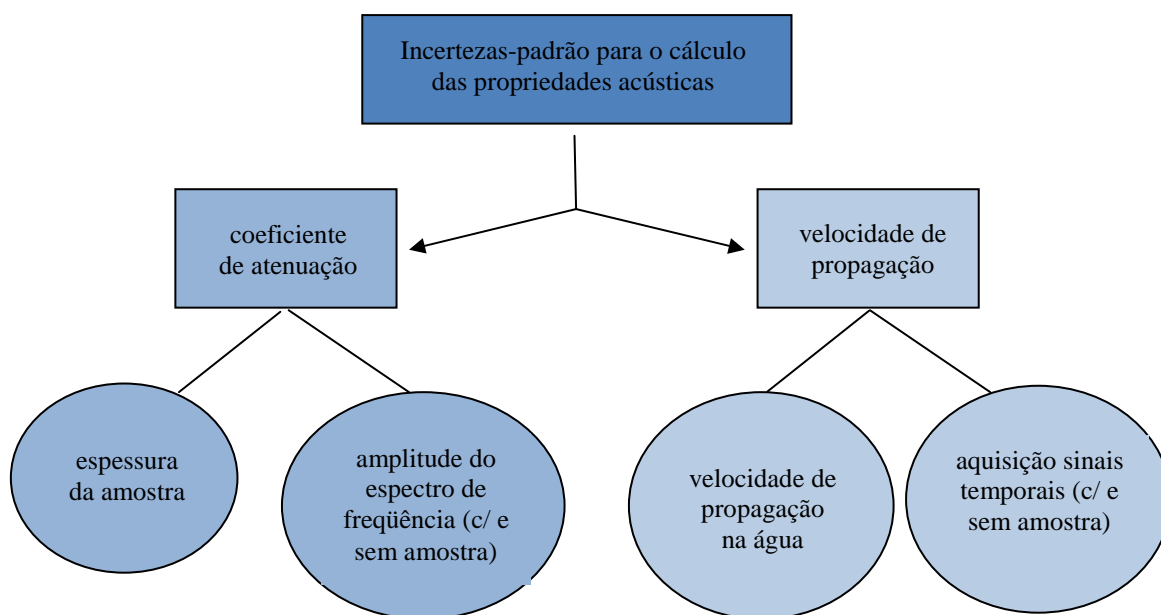 Incertezas-padrão para o cálculo
das propriedades acústicas
coeficiente
de atenuação
velocidade de
propagação
espessura
da amostra
amplitude do
espectro de
freqüência (c/ e
sem amostra)
velocidade de
propagação
na água
aquisição sinais
temporais (c/ e
sem amostra)